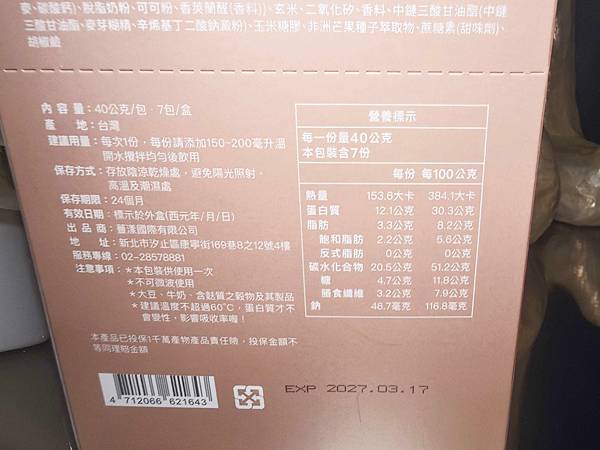 麥、碳酸鈣)、脫脂奶粉、可可粉、香莢蘭醛(香料))、玄米、二氧化矽、香料、中鏈三酸甘油酯(中鏈
三酸甘油酯、麥芽糊精、辛烯基丁二酸鈉澱粉)、玉米糖膠、非洲芒果種子萃取物、蔗糖素(甜味劑)、
胡椒鹼
內容量：40公克/包，7包/盒
產地：台灣
建議用量：每次1份，每份請添加150-200毫升溫
開水攪拌均勻後飲用
保存方式：存放陰涼乾燥處，避免陽光照射，
高溫及潮濕處
保存期限：24個月
有效日期：標示於外盒(西元年/月/日)
出品商：薈漾國際有限公司
地址：新北市汐止區康寧街169巷8之12號4樓
服務專線：02-28578881
注意事項：★本包裝供使用一次
★不可微波使用
★大豆、牛奶、含麩質之穀物及其製品
★建議溫度不超過60°C，蛋白質才不
會變性，影響吸收率喔！
本產品已投保1千萬產物產品責任險，投保金額不
等同理賠金額
營養標示
每一份量40公克
本包裝含7份
每份 每100公克
熱量 153.6大卡 384.1大卡
蛋白質 12.1公克 30.3公克
脂肪 3.3公克 8.2公克
飽和脂肪 2.2公克 5.6公克
反式脂肪 0公克 0公克
碳水化合物 20.5公克 51.2公克
糖 4.7公克 11.8公克
膳食纖維 3.2公克 7.9公克
鈉 46.7毫克 116.8毫克
4 712066 621643
EXP 2027.03.17